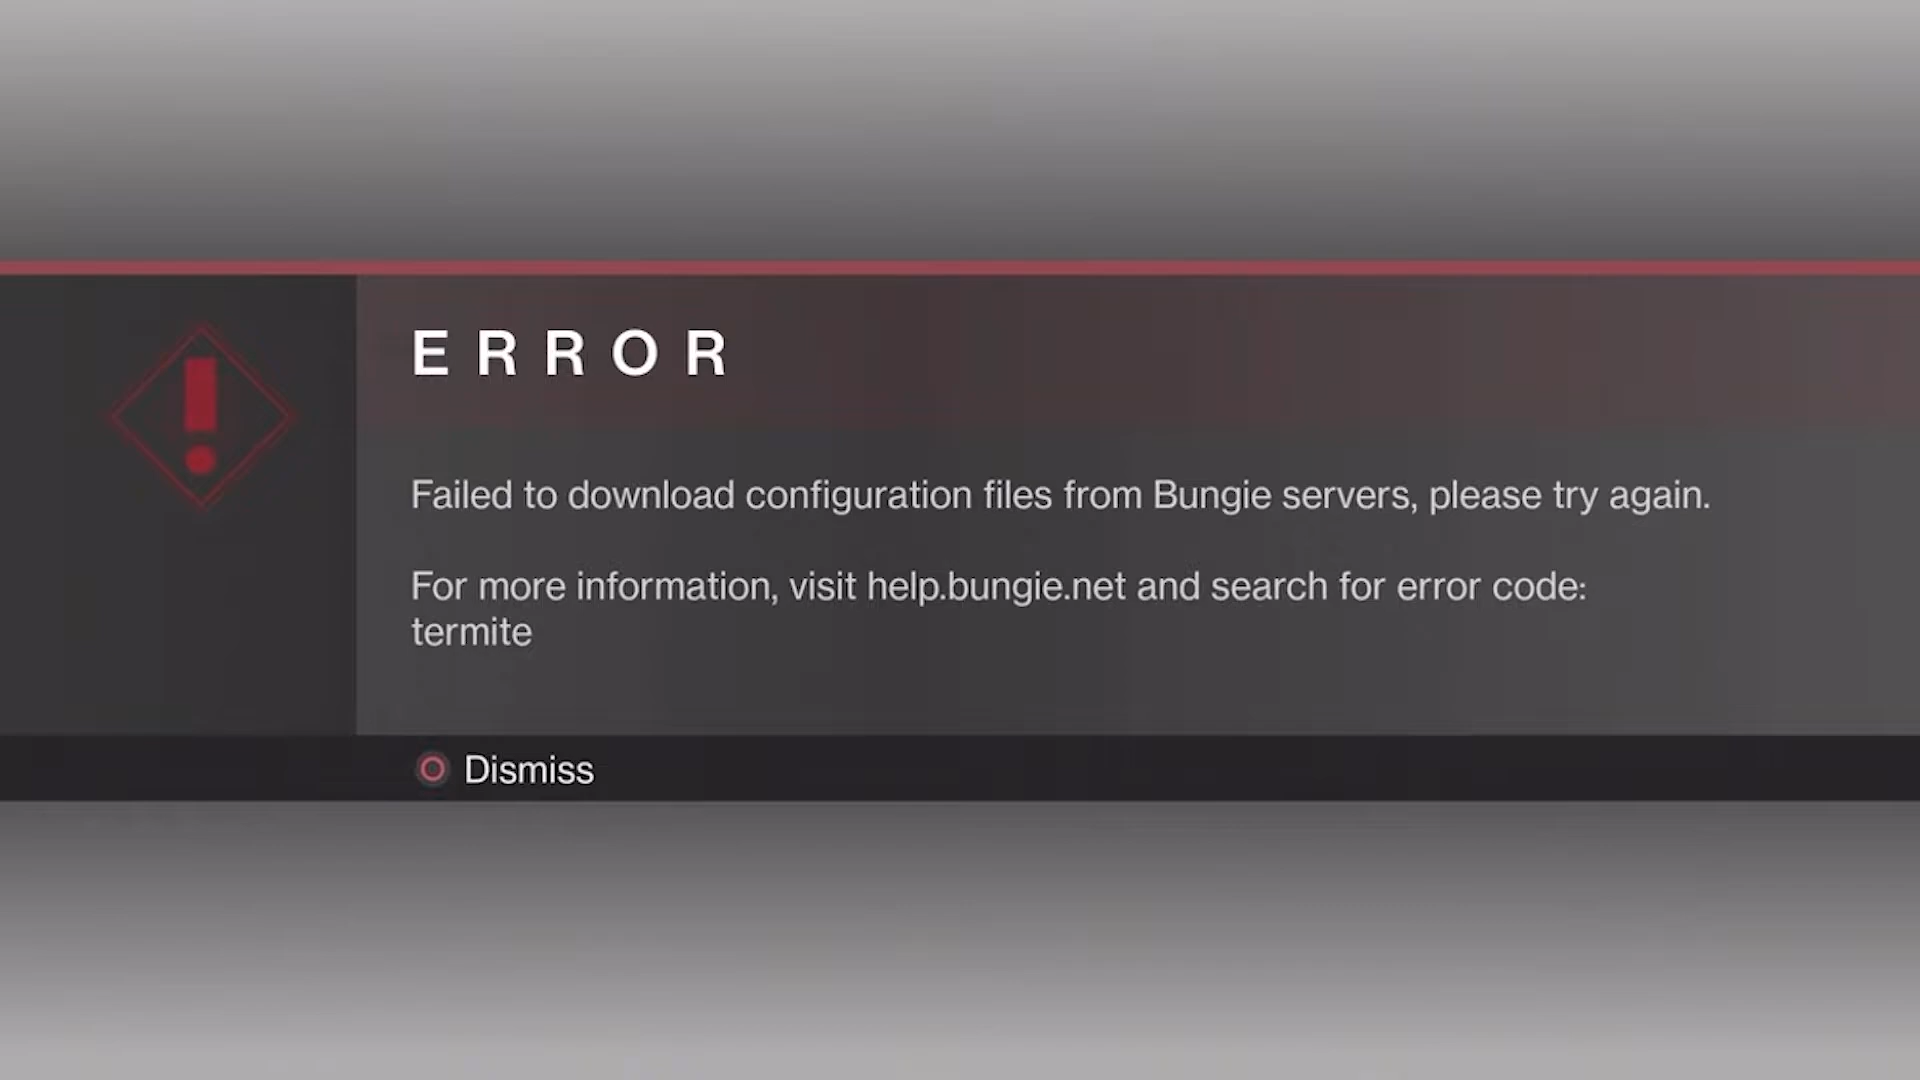 ERROR
Failed to download configuration files from Bungie servers, please try again.
For more information, visit help.bungie.net and search for error code:
termite
Dismiss